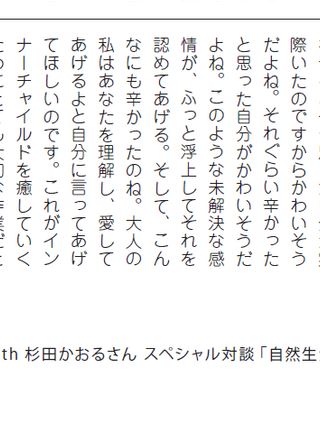 際いたのですからかわいそう
だよね。それぐらい辛かった
と思った自分がかわいそうだ
よね。このような未解決な感
情が、ふっと浮上してそれを
認めてあげる。そして、こん
なにも辛かったのね。大人の
私はあなたを理解し、愛して
あげるよと自分に言ってあげ
てほしいのです。これがイン
ナーチャイルドを癒していく
th 杉田かおるさん スペシャル対談「自然生